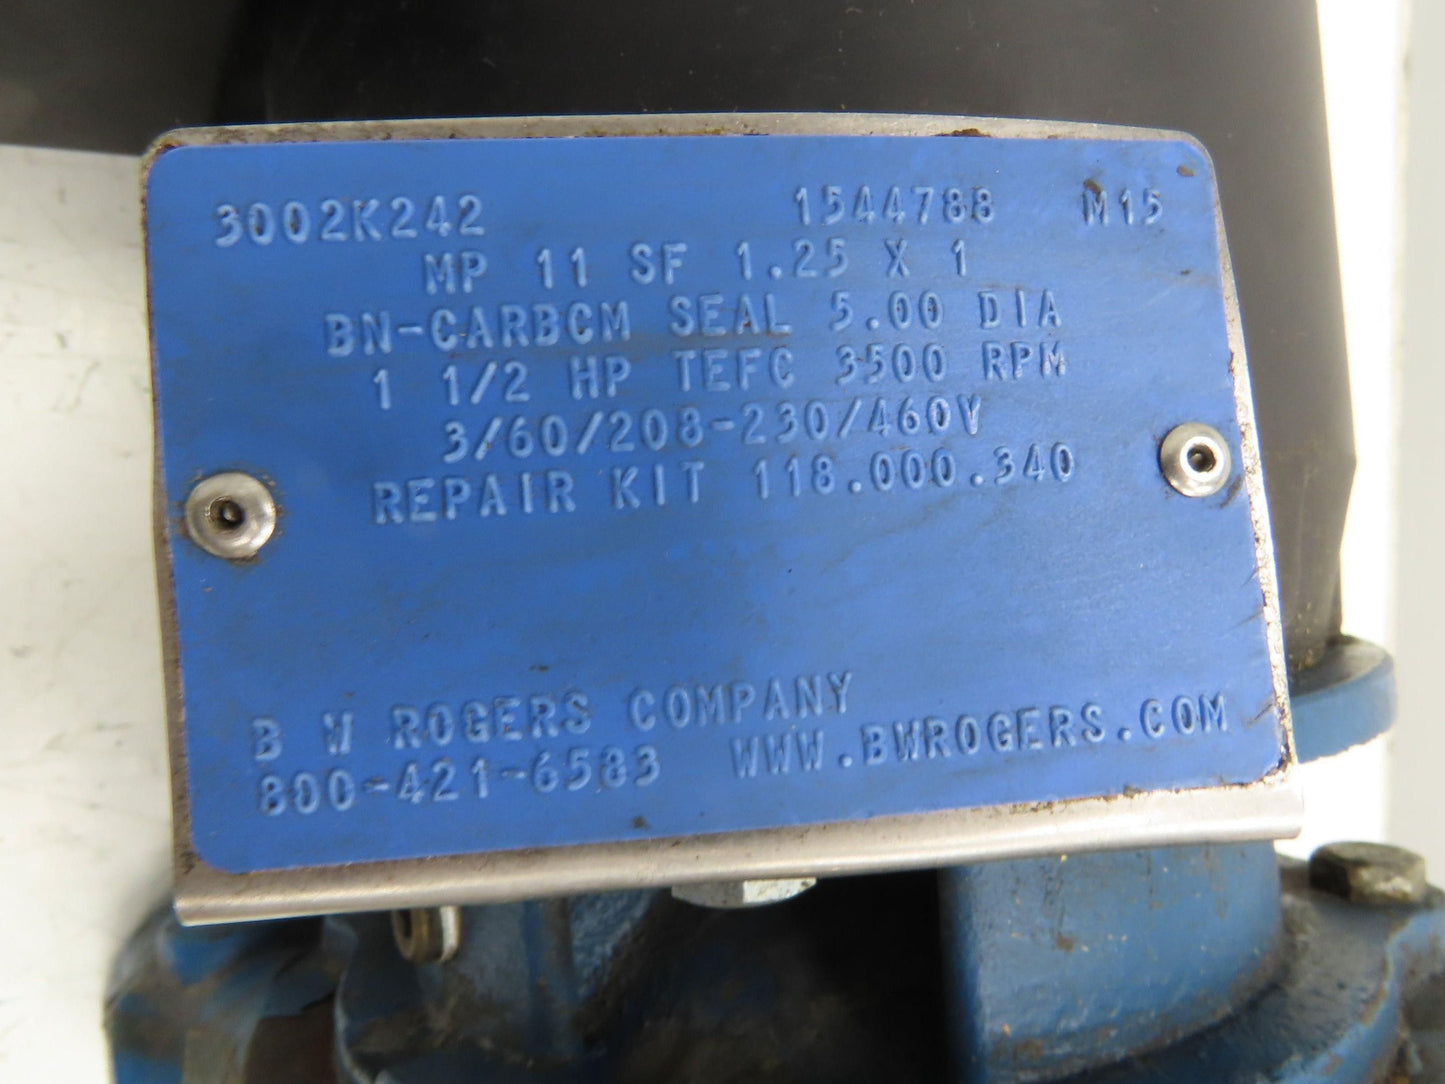 3002K242 1544788 M15
MP 11 SF 1.25 X 1
BN-CARBCM SEAL 5.00 DIA
1 1/2 HP TEFC 3500 RPM
3/60/208-230/460V
REPAIR KIT 118.000.340
B W ROGERS COMPANY
800-421-6583 WWW.BWROGERS.COM